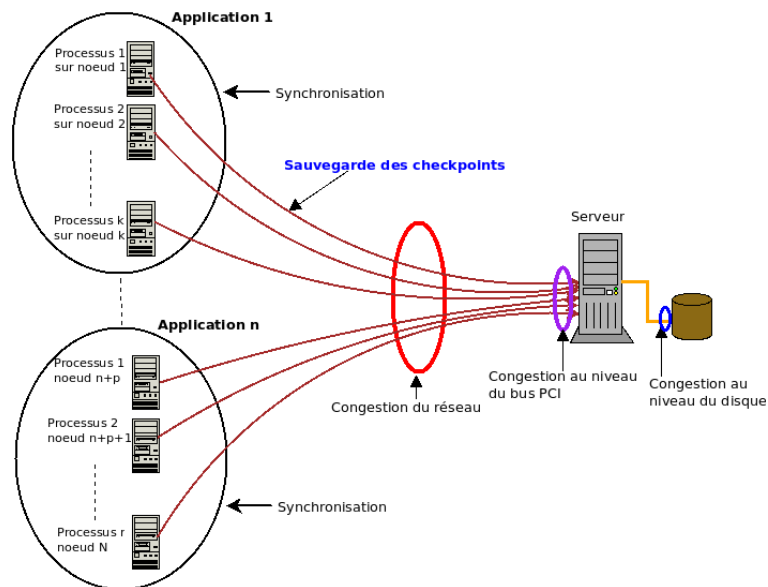 Application 1
Processus 1
sur noeud 1
Synchronisation
Processus 2
sur noeud 2
Sauvegarde des checkpoints
Processus k
sur noeud k
Serveur
Application n
Processus 1
noeud n+p
Congestion du réseau
Congestion au niveau
du bus PCI
Congestion au
niveau du disque
Processus 2
noeud n+p+1
Synchronisation
Processus r
noeud N